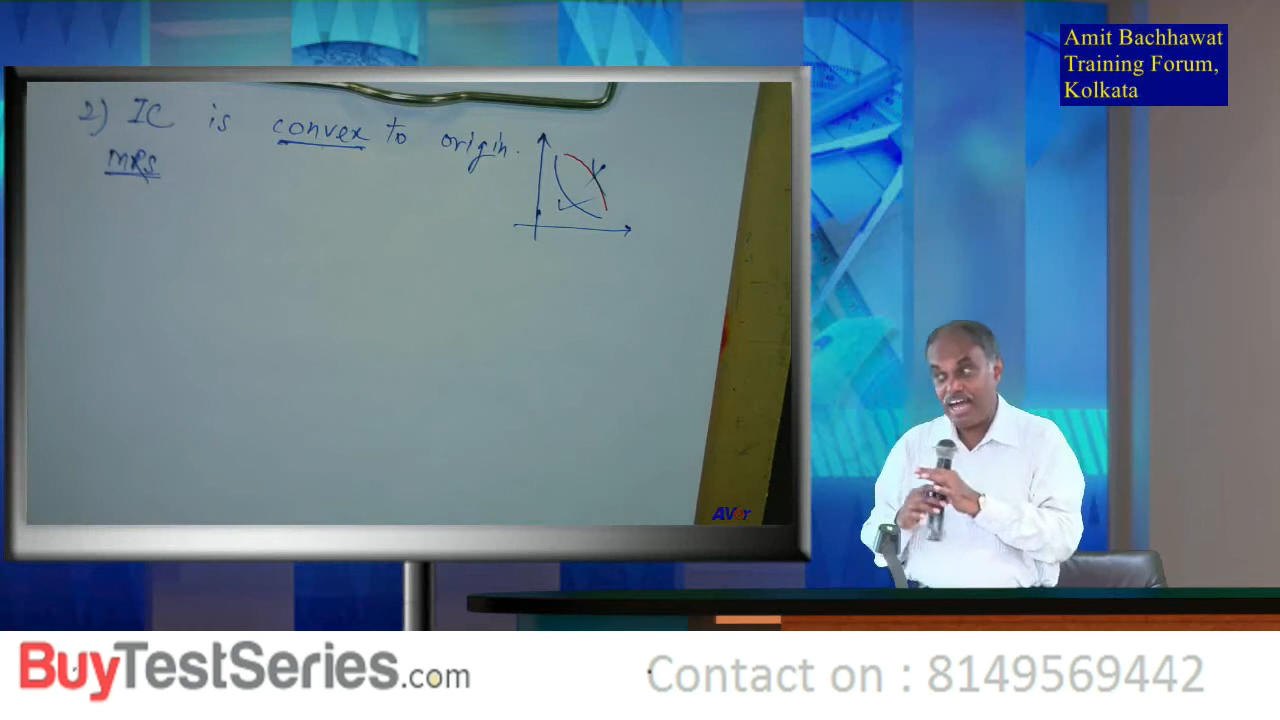 Amit Bachhawat
Training Forum,
Kolkata
2) IC is convex to origin.
MRS
AVer
BuyTestSeries.com
Contact on : 8149569442